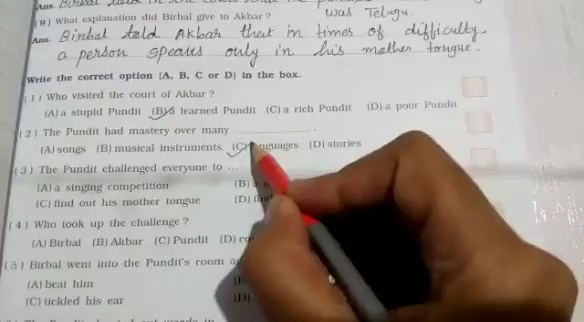 Ans.
( 9 ) What explanation did Birbal give to Akbar ? was Telugu.
Ans. Birbal told Akbar that in times of difficulty
a person speaks only in his mother tongue.
Write the correct option (A, B, C or D) in the box.
( 1 ) Who visited the court of Akbar ?
(A) a stupid Pundit (B) a learned Pundit (C) a rich Pundit (D) a poor Pundit
( 2 ) The Pundit had mastery over many ____________ .
(A) songs (B) musical instruments (C) languages (D) stories
( 3 ) The Pundit challenged everyone to ...
(A) a singing competition (B)
(C) find out his mother tongue (D)
( 4 ) Who took up the challenge ?
(A) Birbal (B) Akbar (C) Pundit (D)
( 5 ) Birbal went into the Pundit's room
(A) beat him
(C) tickled his ear (D)